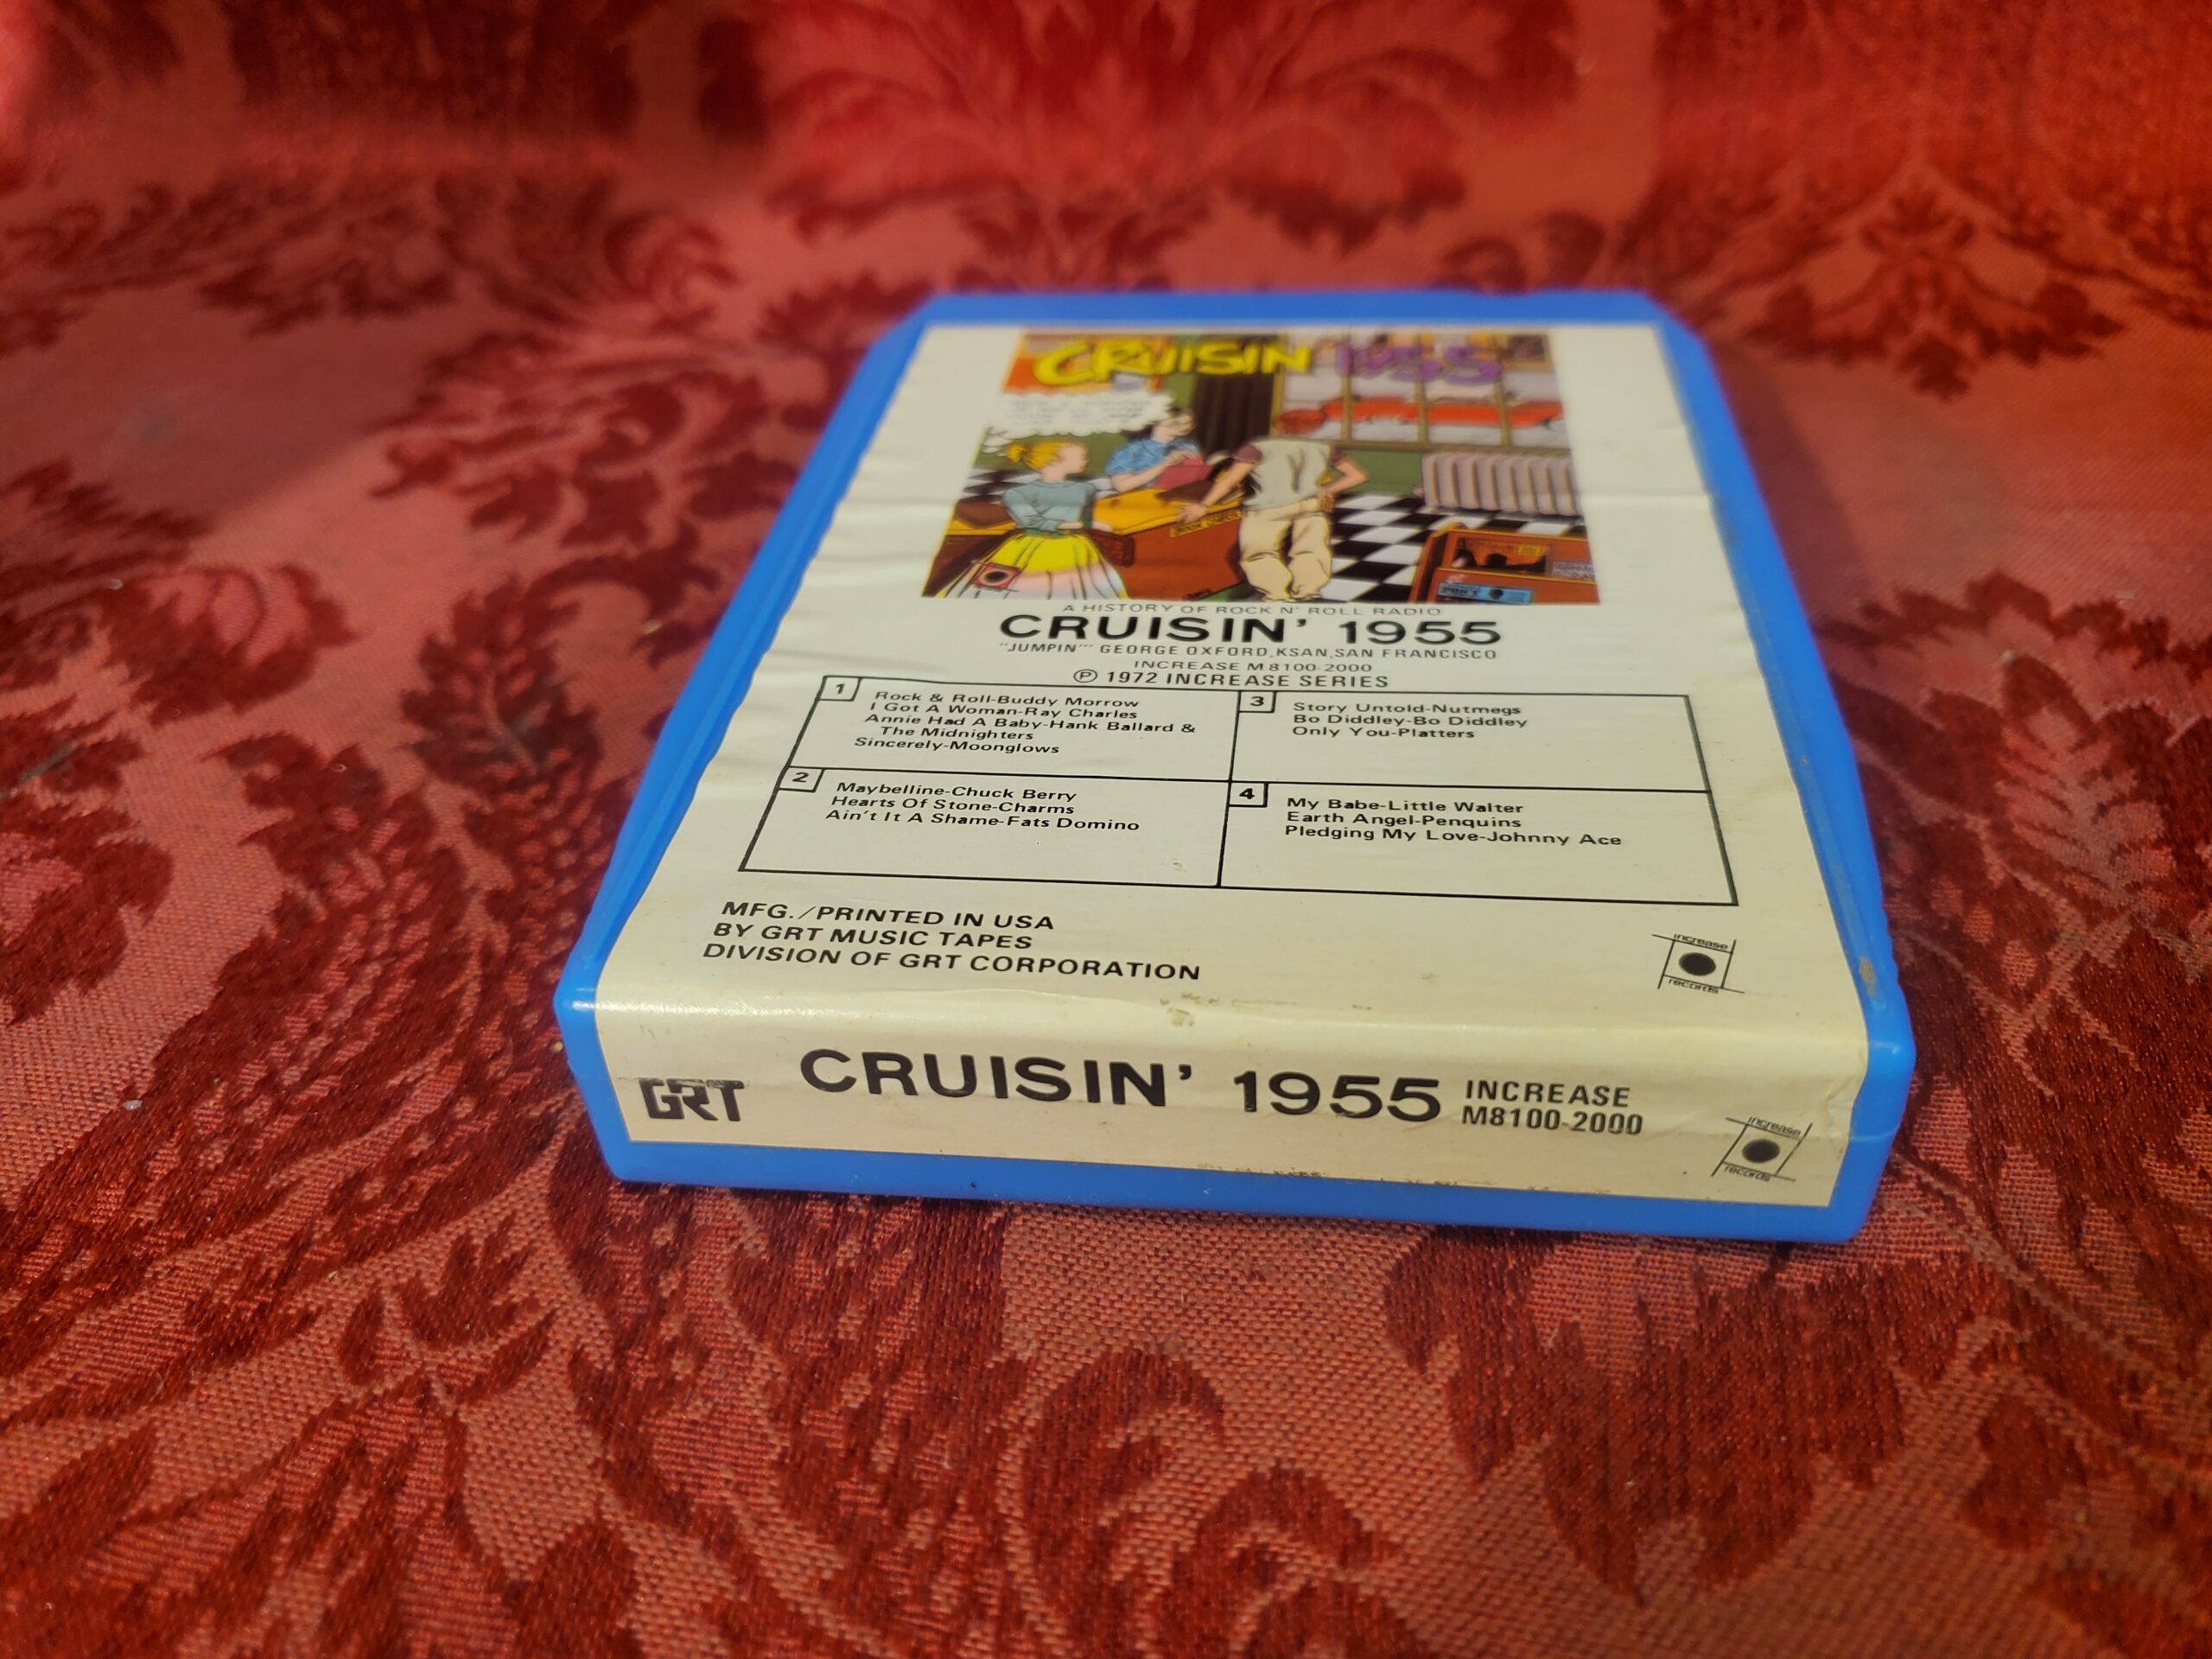 CRUISIN 1955
A HISTORY OF ROCK N' ROLL RADIO
CRUISIN' 1955
"JUMPIN'" GEORGE OXFORD,KSAN,SAN FRANCISCO
INCREASE M8100-2000
Ⓟ 1972 INCREASE SERIES
1
Rock & Roll-Buddy Morrow
I Got A Woman-Ray Charles
Annie Had A Baby-Hank Ballard &
The Midnighters
Sincerely-Moonglows
2
Maybelline-Chuck Berry
Hearts Of Stone-Charms
Ain't It A Shame-Fats Domino
3
Story Untold-Nutmegs
Bo Diddley-Bo Diddley
Only You-Platters
4
My Babe-Little Walter
Earth Angel-Penquins
Pledging My Love-Johnny Ace
MFG./PRINTED IN USA
BY GRT MUSIC TAPES
DIVISION OF GRT CORPORATION
increase
records
GRT
CRUISIN' 1955
INCREASE
M8100-2000
increase
records